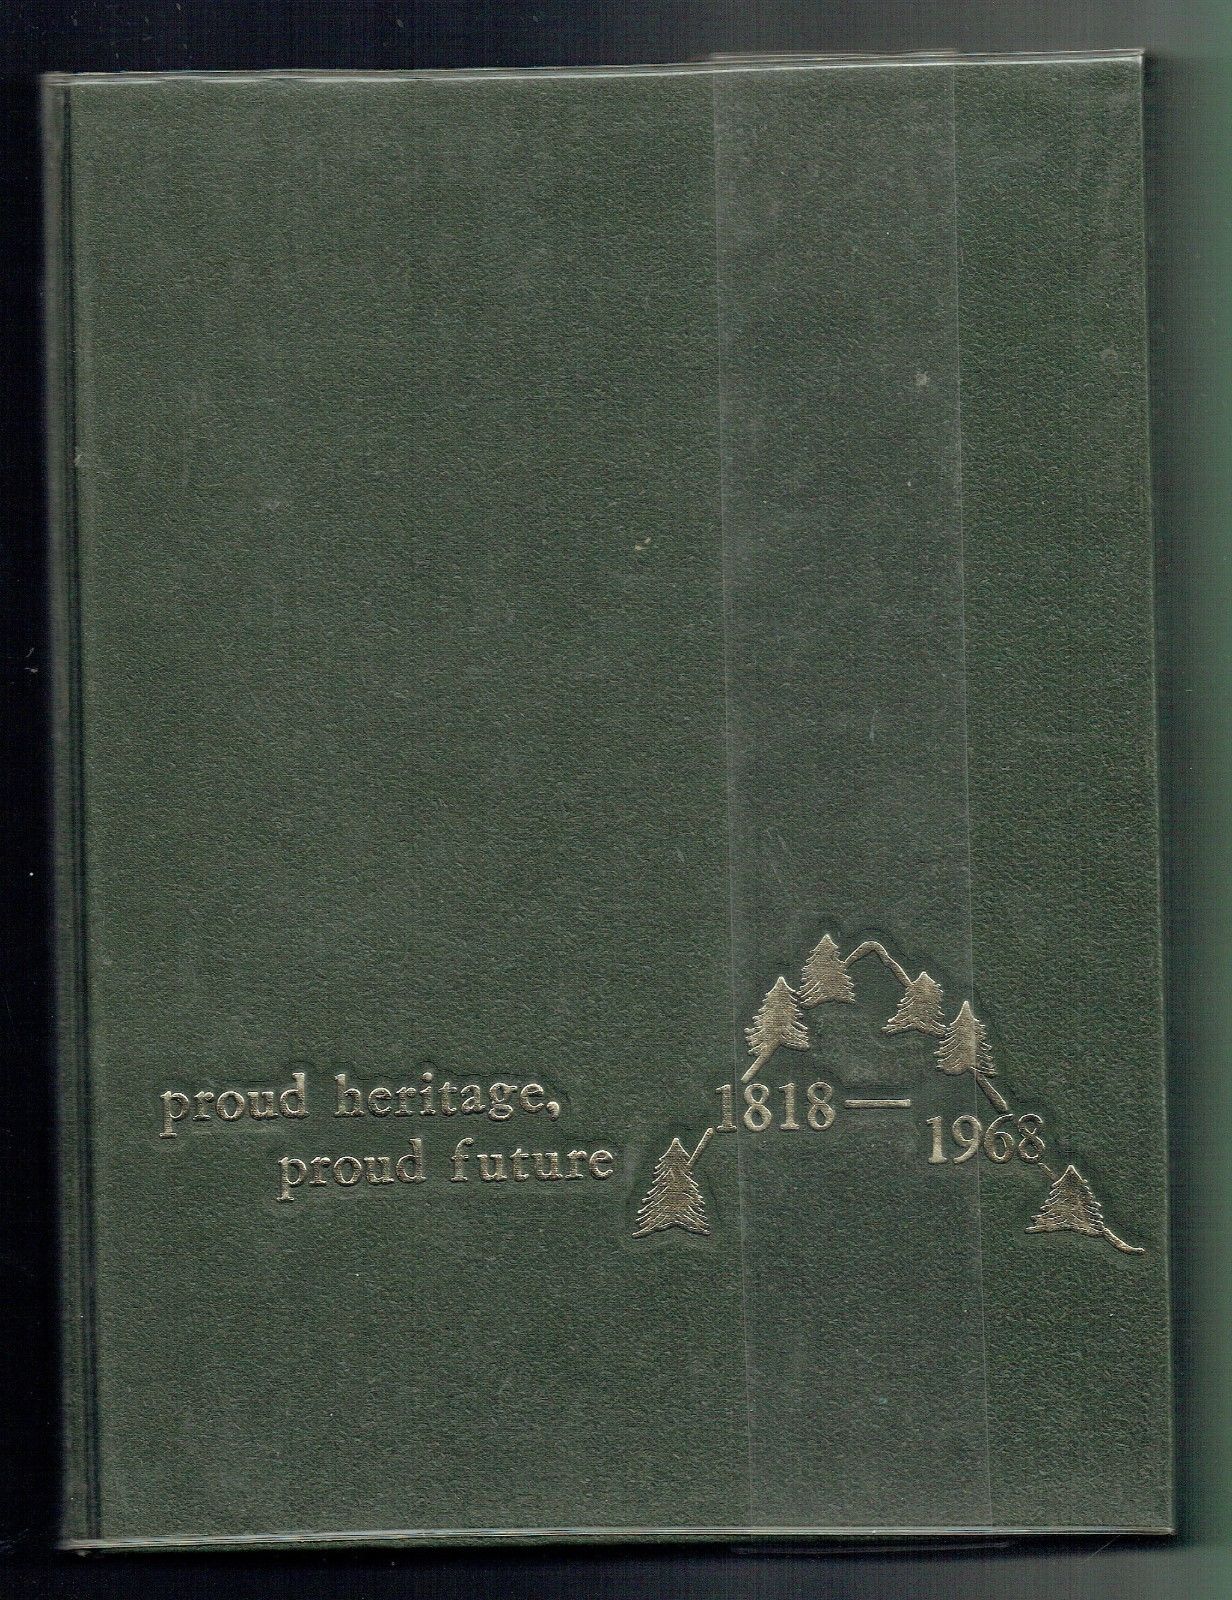 proud heritage,
proud future
1818—
1968